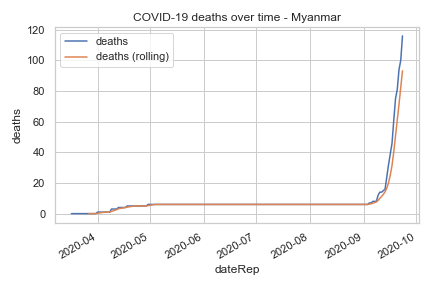 COVID-19 deaths over time - Myanmar
deaths
deaths (rolling)
120
100
80
60
40
20
0
deaths
2020-04
2020-05
2020-06
2020-07
2020-08
2020-09
2020-10
dateRep